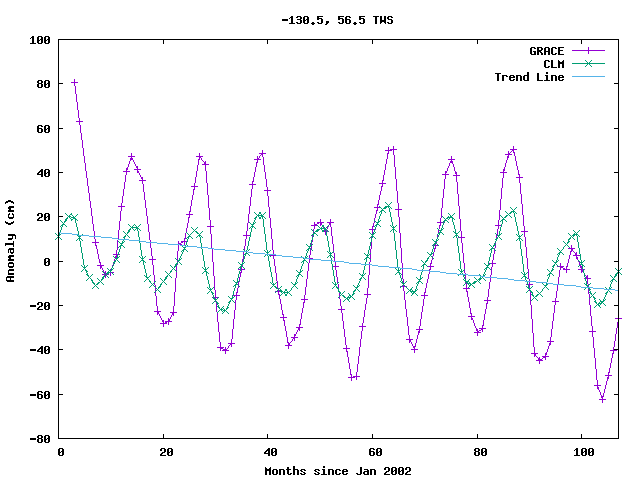 -130.5, 56.5 TWS
GRACE
CLM
Trend Line
100
80
60
40
20
0
-20
-40
-60
-80
Anomaly (cm)
0 20 40 60 80 100
Months since Jan 2002